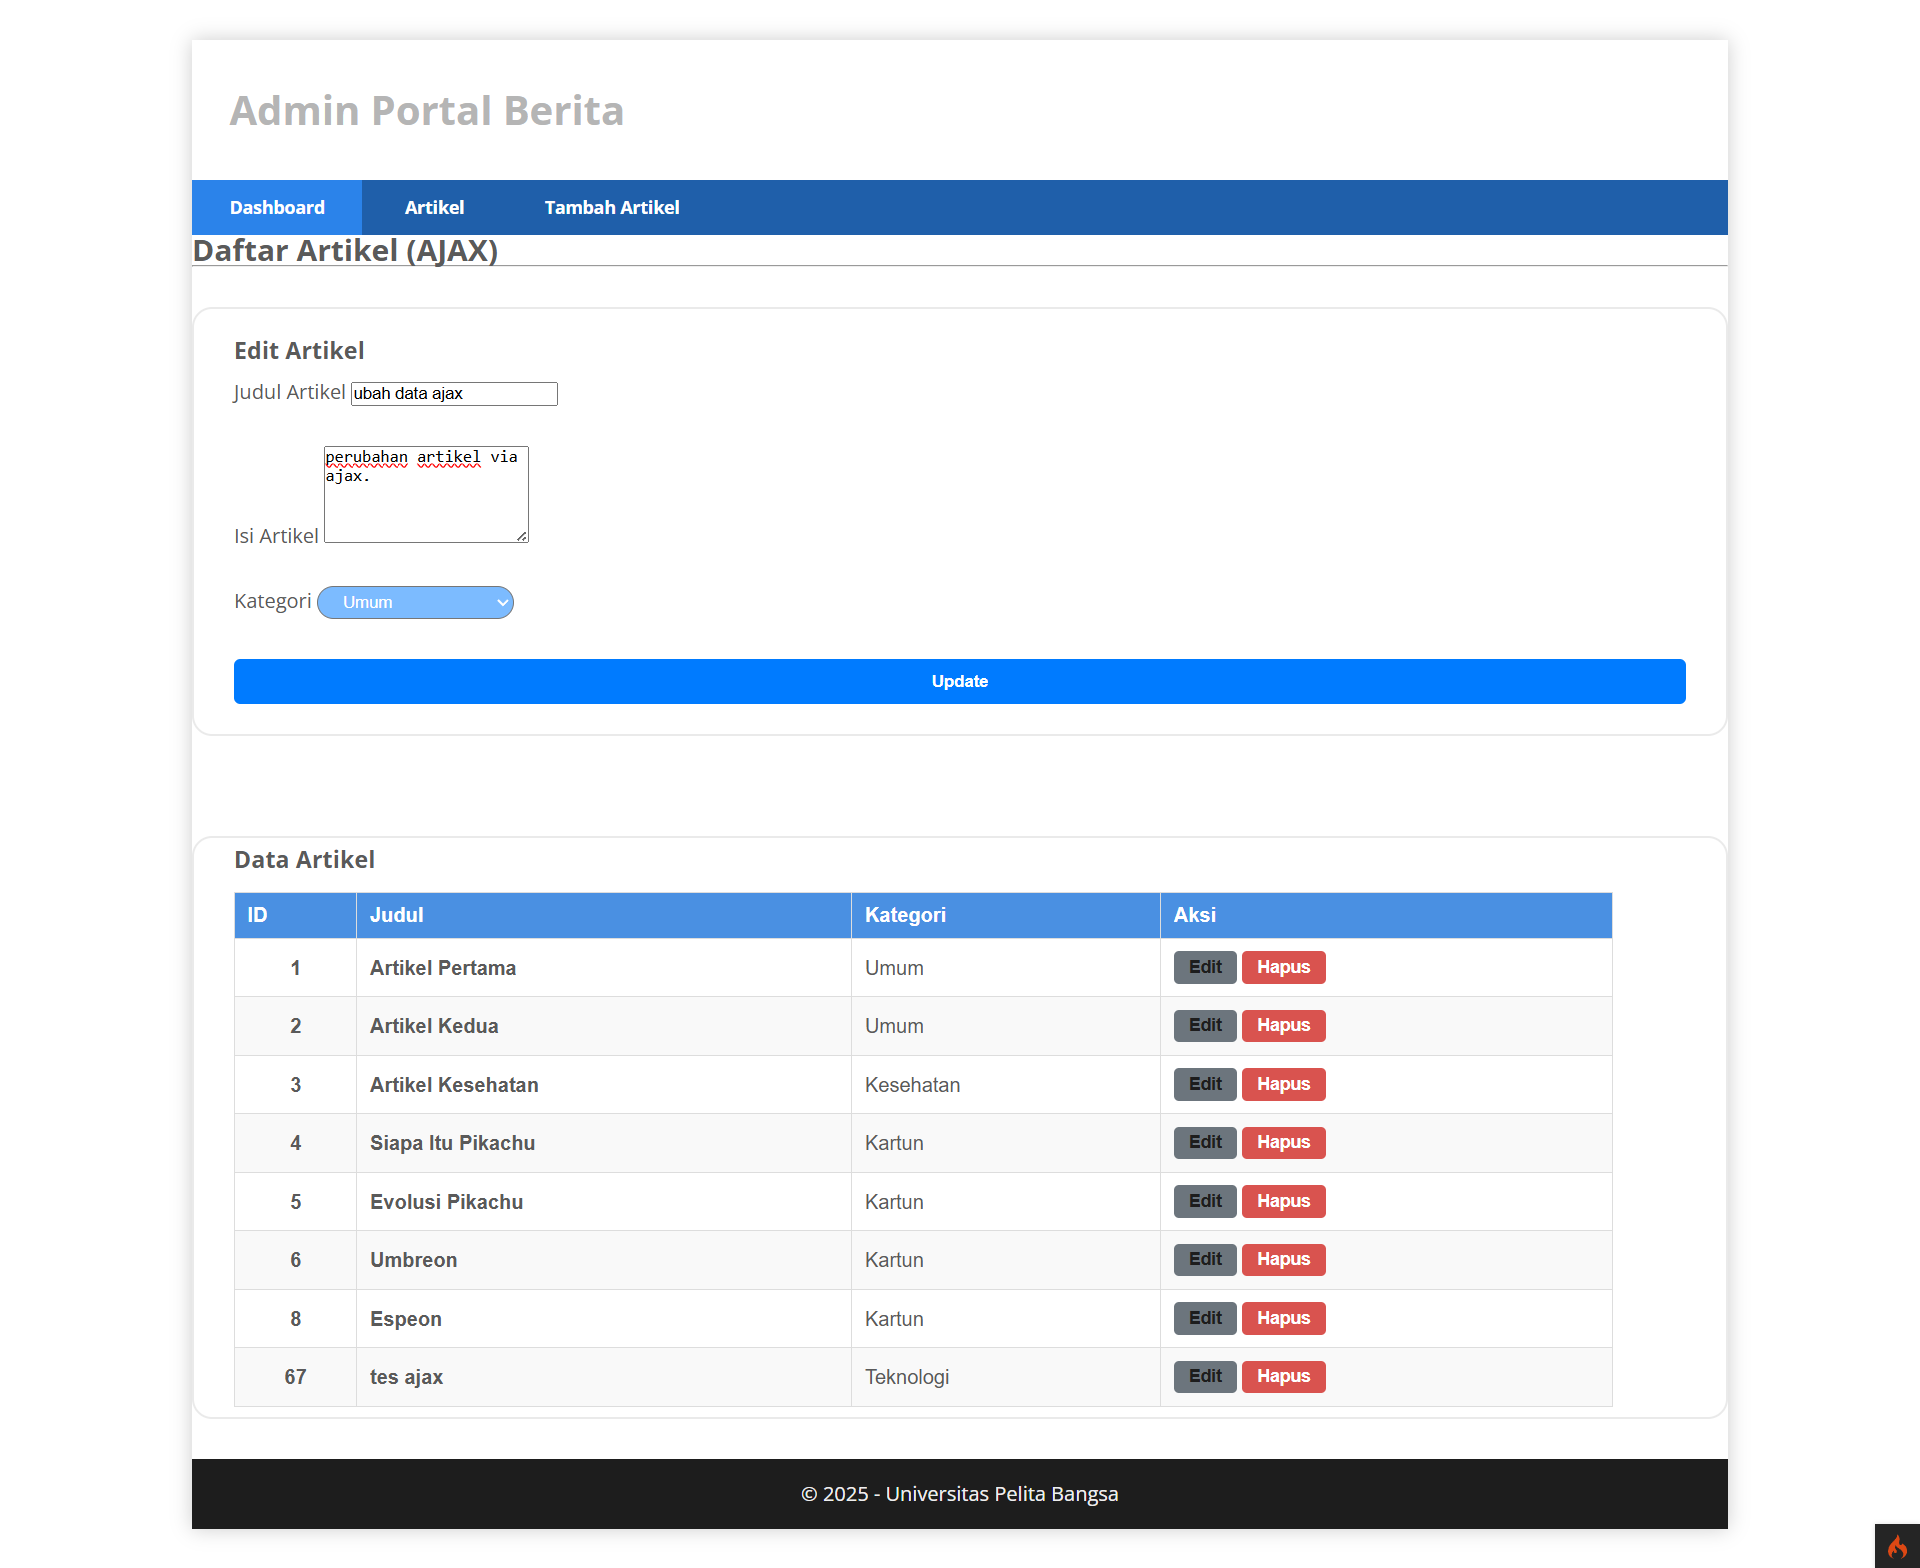 Admin Portal Berita
Dashboard Artikel Tambah Artikel
Daftar Artikel (AJAX)
Edit Artikel
Judul Artikel ubah data ajax
perubahan artikel via
ajax.
Isi Artikel
Kategori Umum
Update
Data Artikel
ID Judul Kategori Aksi
1 Artikel Pertama Umum Edit Hapus
2 Artikel Kedua Umum Edit Hapus
3 Artikel Kesehatan Kesehatan Edit Hapus
4 Siapa Itu Pikachu Kartun Edit Hapus
5 Evolusi Pikachu Kartun Edit Hapus
6 Umbreon Kartun Edit Hapus
8 Espeon Kartun Edit Hapus
67 tes ajax Teknologi Edit Hapus
© 2025 - Universitas Pelita Bangsa